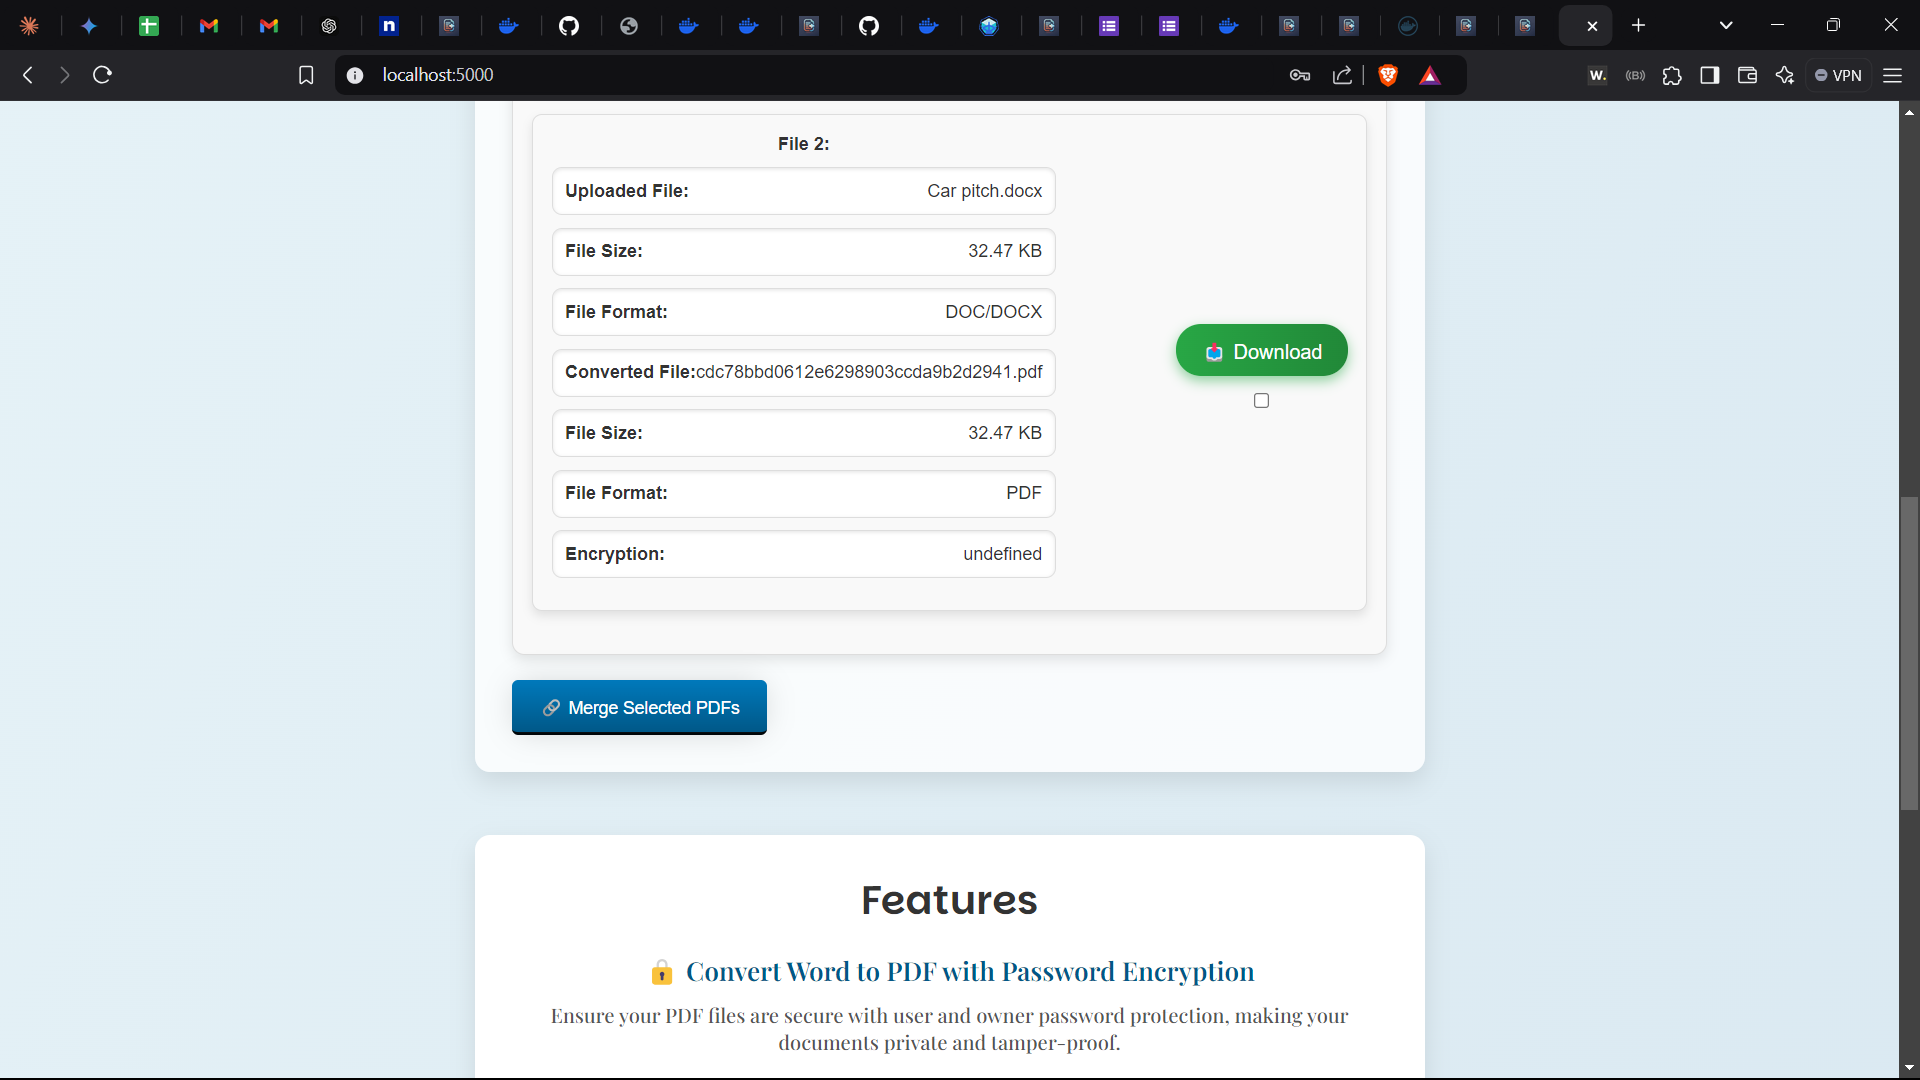 n
localhost:5000
W.
(B)
VPN
File 2:
Uploaded File: Car pitch.docx
File Size: 32.47 KB
File Format: DOC/DOCX
Converted File:cdc78bbd0612e6298903ccda9b2d2941.pdf
File Size: 32.47 KB
File Format: PDF
Encryption: undefined
Download
Merge Selected PDFs
Features
Convert Word to PDF with Password Encryption
Ensure your PDF files are secure with user and owner password protection, making your
documents private and tamper-proof.